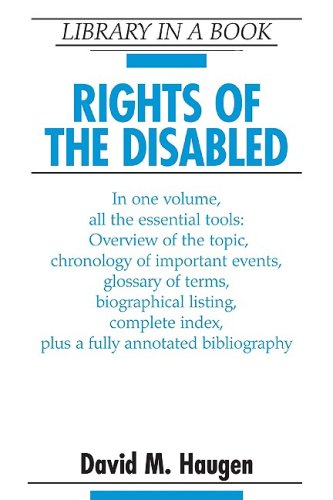 LIBRARY IN A BOOK
RIGHTS OF
THE DISABLED
In one volume,
all the essential tools:
Overview of the topic,
chronology of important events,
glossary of terms,
biographical listing,
complete index,
plus a fully annotated bibliography
David M. Haugen